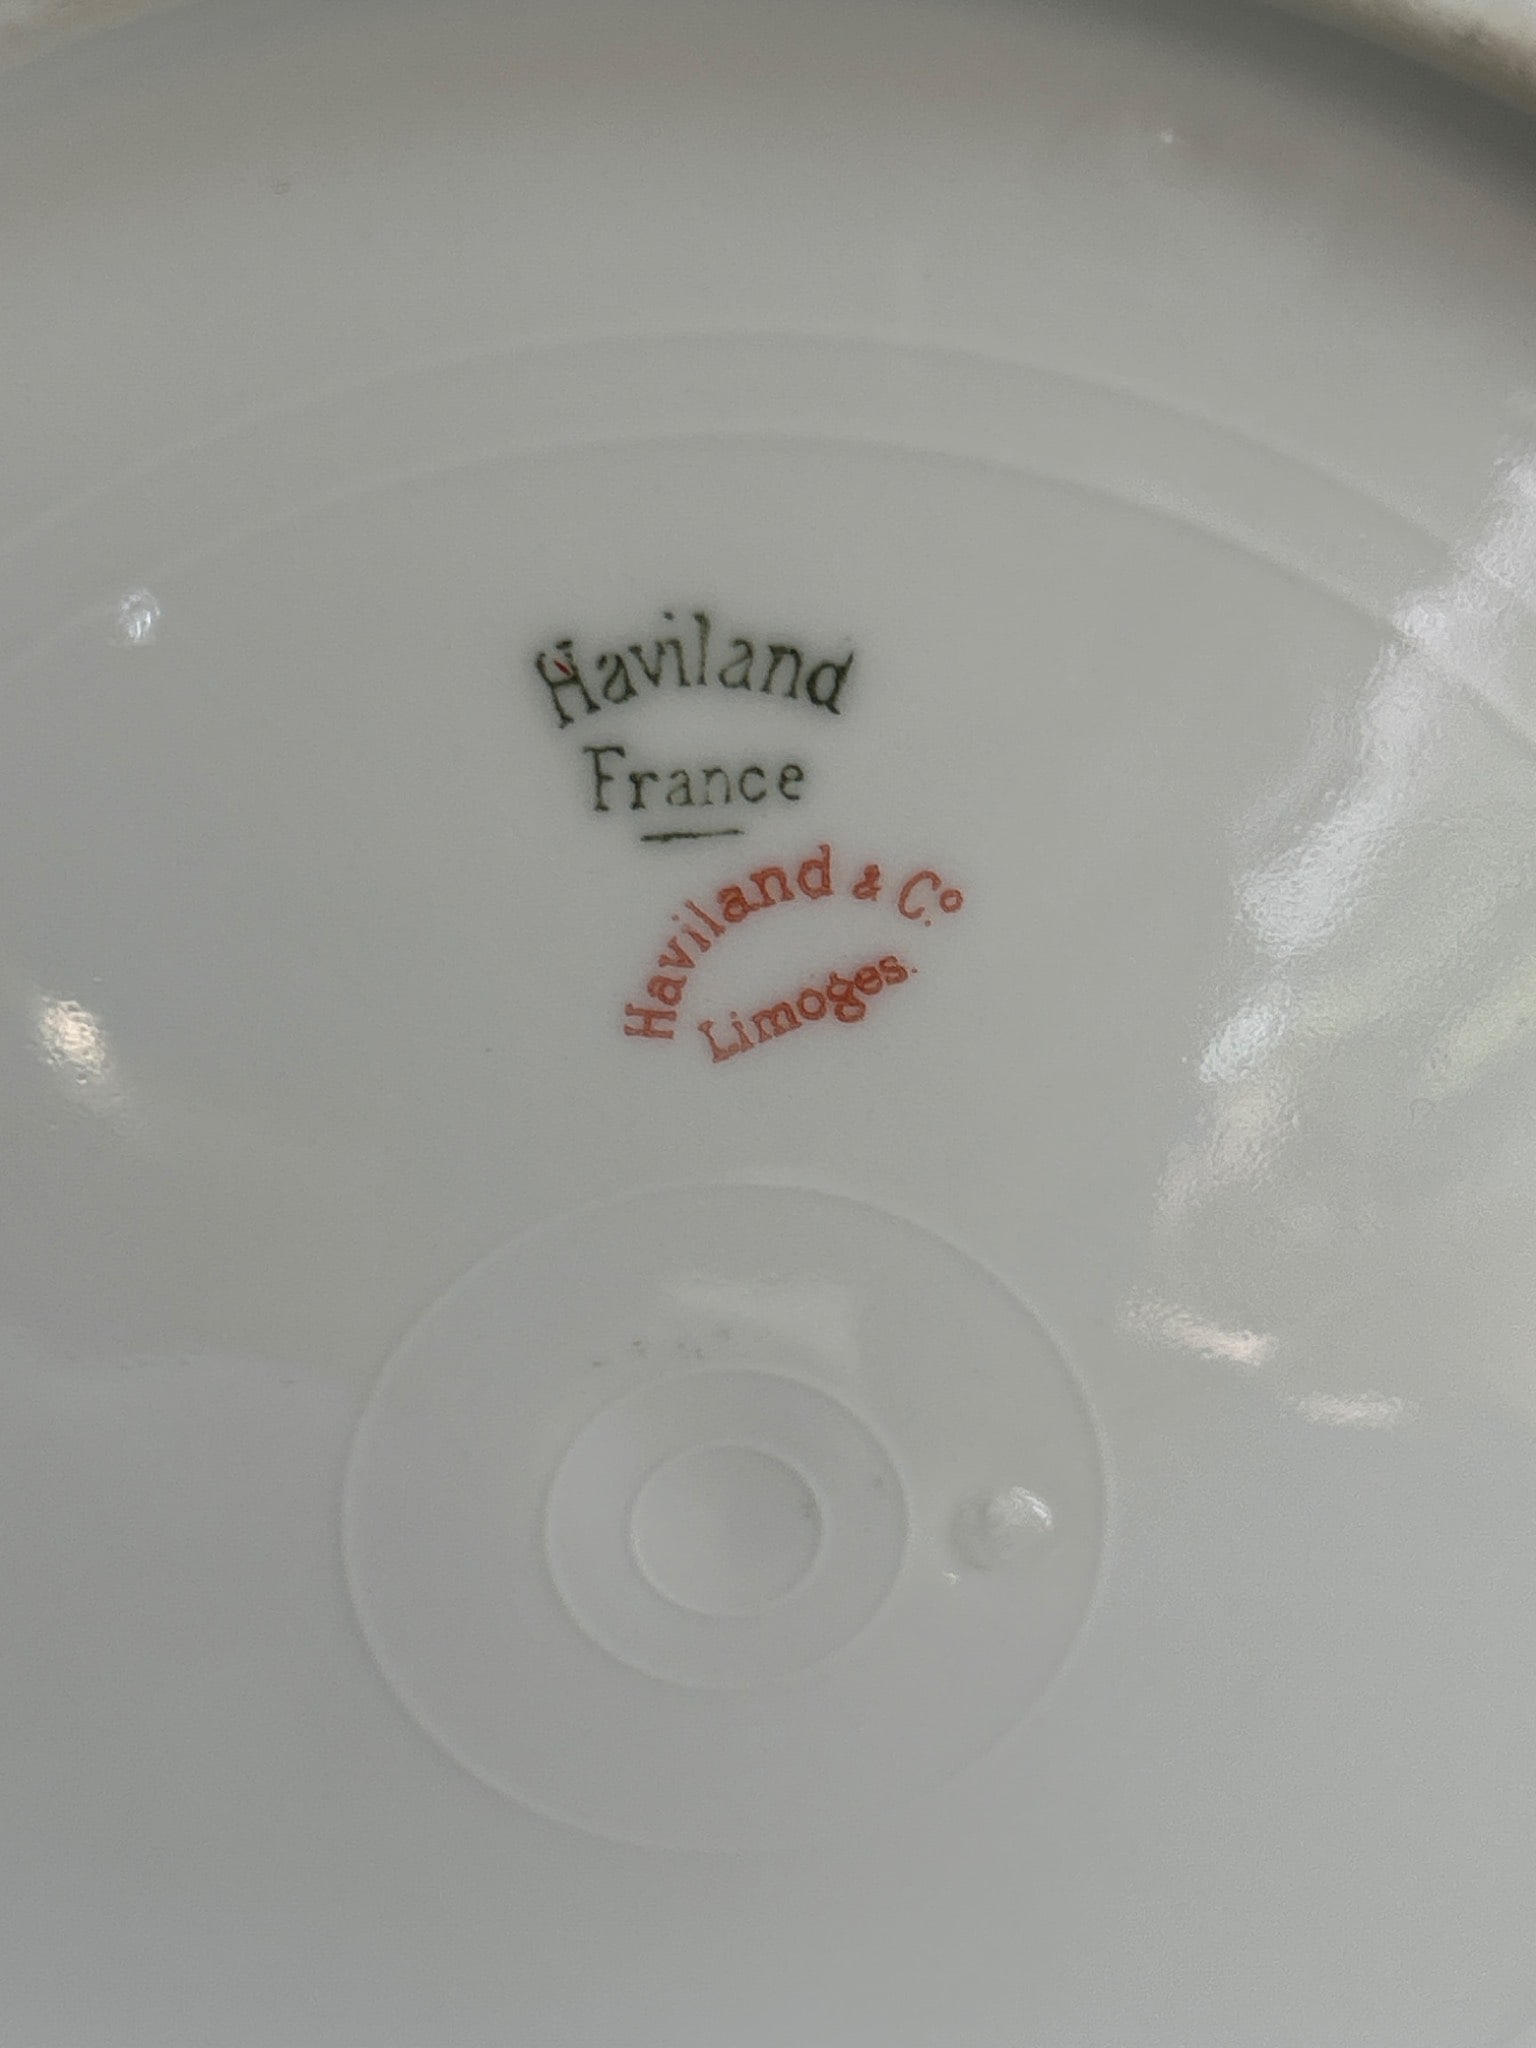 Haviland
France
Haviland & Co.
Limoges.